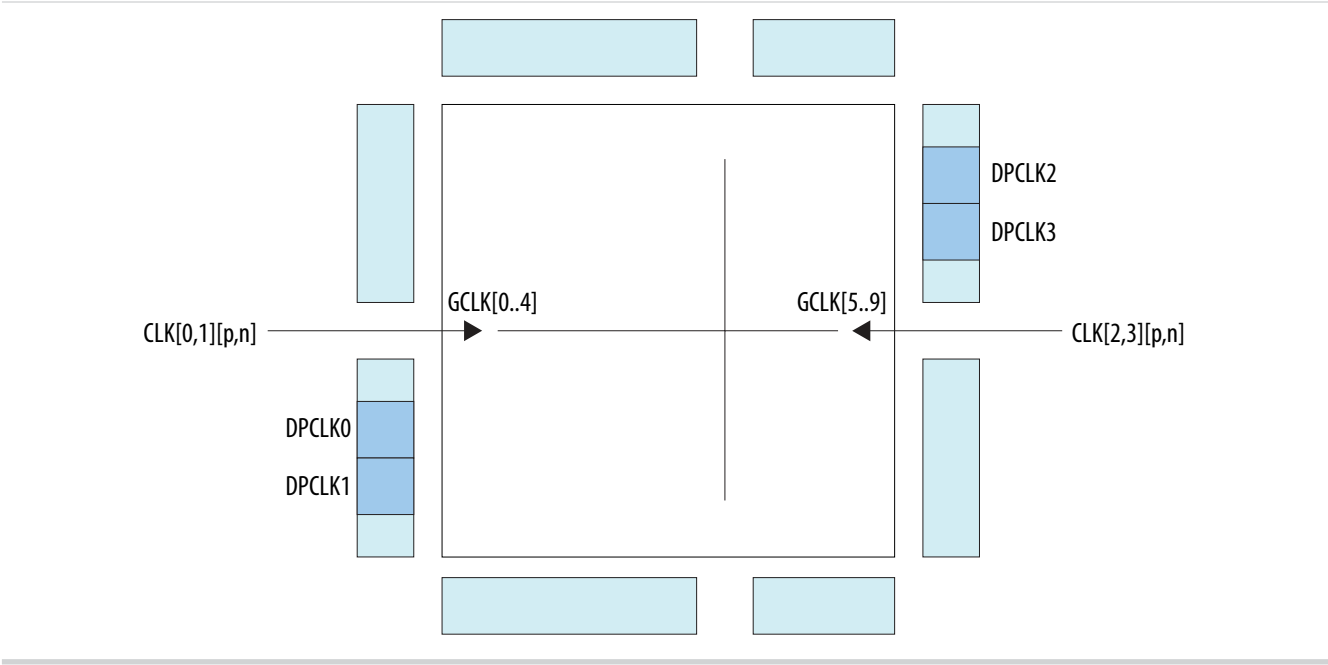 DPCLK2
DPCLK3
GCLK[0..4]
GCLK[5..9]
CLK[0,1][p,n]
CLK[2,3][p,n]
DPCLK0
DPCLK1